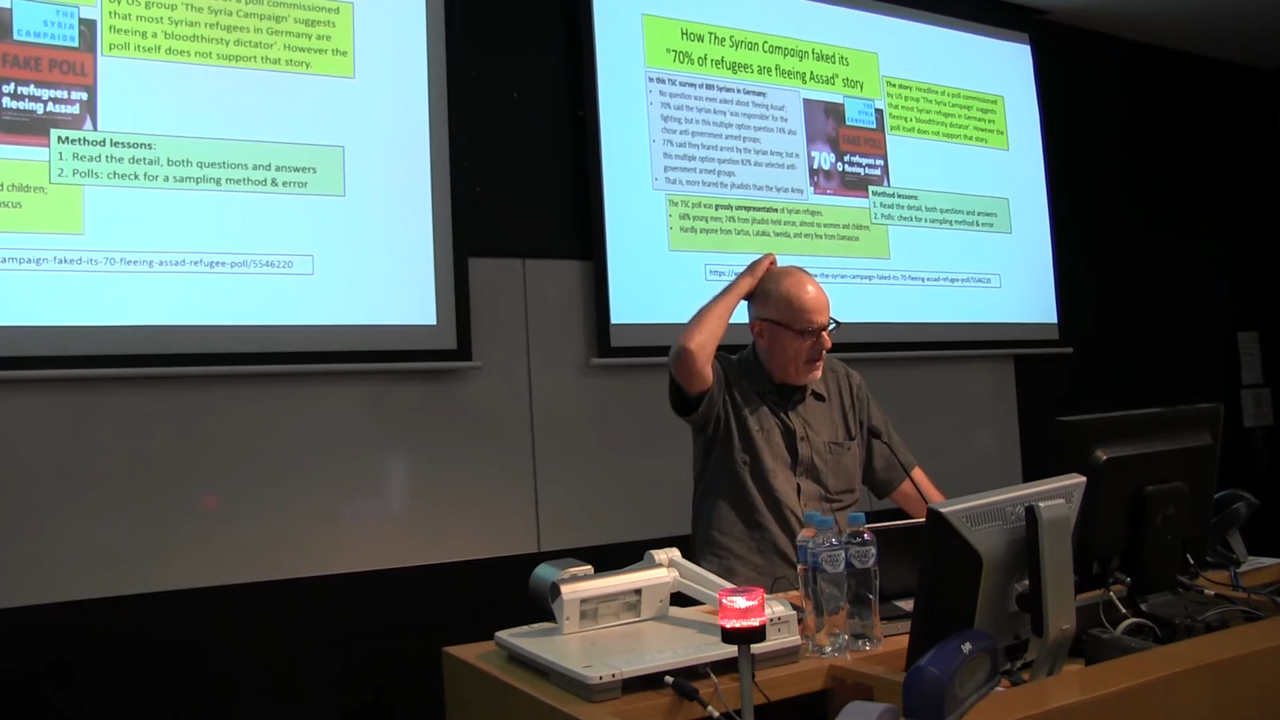 by US group 'The Syria Campaign' suggests
that most Syrian refugees in Germany are
fleeing a 'bloodthirsty dictator'. However the
poll itself does not support that story.
THE
SYRIA
CAMPAIGN
FAKE POLL
of refugees are
fleeing Assad
Method lessons:
1. Read the detail, both questions and answers
2. Polls: check for a sampling method & error
d children;
ascus
ampaign-faked-its-70-fleeing-assad-refugee-poll/5546220
How The Syrian Campaign faked its
"70% of refugees are fleeing Assad" story
In this TSC survey of 889 Syrians in Germany:
• No question was even asked about 'fleeing Assad';
• 70% said the Syrian Army 'was responsible' for the
fighting; but in this multiple option question 74% also
chose anti-government armed groups;
• 77% said they feared arrest by the Syrian Army; but in
this multiple option question 82% also selected anti-
government armed groups.
• That is, more feared the jihadists than the Syrian Army
THE
SYRIA
CAMPAIGN
FAKE POLL
70%
of refugees are
fleeing Assad
The story: Headline of a poll commissioned
by US group 'The Syria Campaign' suggests
that most Syrian refugees in Germany are
fleeing a 'bloodthirsty dictator'. However the
poll itself does not support that story.
Method lessons:
1. Read the detail, both questions and answers
2. Polls: check for a sampling method & error
The TSC poll was grossly unrepresentative of Syrian refugees.
• 68% young men; 74% from jihadist-held areas; almost no women and children;
• Hardly anyone from Tartus, Latakia, Sweida, and very few from Damascus
https://w
w-the-syrian-campaign-faked-its-70-fleeing-assad-refugee-poll/5546220
MOUNT
FRANKLIN